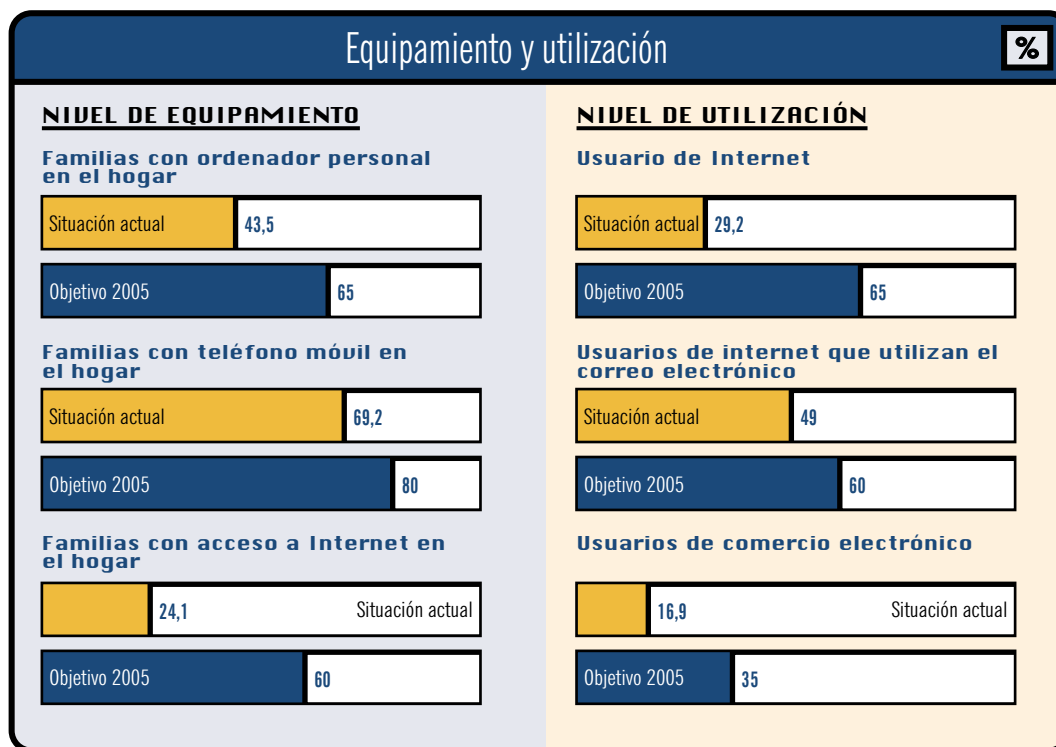 Equipamiento y utilización
%
NIVEL DE EQUIPAMIENTO
Familias con ordenador personal
en el hogar
Situación actual 43,5
Objetivo 2005 65
Familias con teléfono móvil en
el hogar
Situación actual 69,2
Objetivo 2005 80
Familias con acceso a Internet en
el hogar
24,1 Situación actual
Objetivo 2005 60
NIVEL DE UTILIZACIÓN
Usuario de Internet
Situación actual 29,2
Objetivo 2005 65
Usuarios de internet que utilizan el
correo electrónico
Situación actual 49
Objetivo 2005 60
Usuarios de comercio electrónico
16,9 Situación actual
Objetivo 2005 35